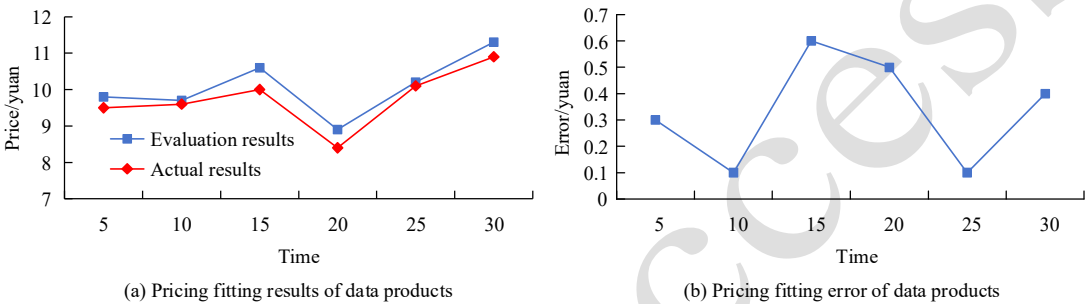 12
11
10
9
8
7
Price/yuan
Evaluation results
Actual results
5 10 15 20 25 30
Time
(a) Pricing fitting results of data products
0.7
0.6
0.5
0.4
0.3
0.2
0.1
0
Error/yuan
5 10 15 20 25 30
Time
(b) Pricing fitting error of data products